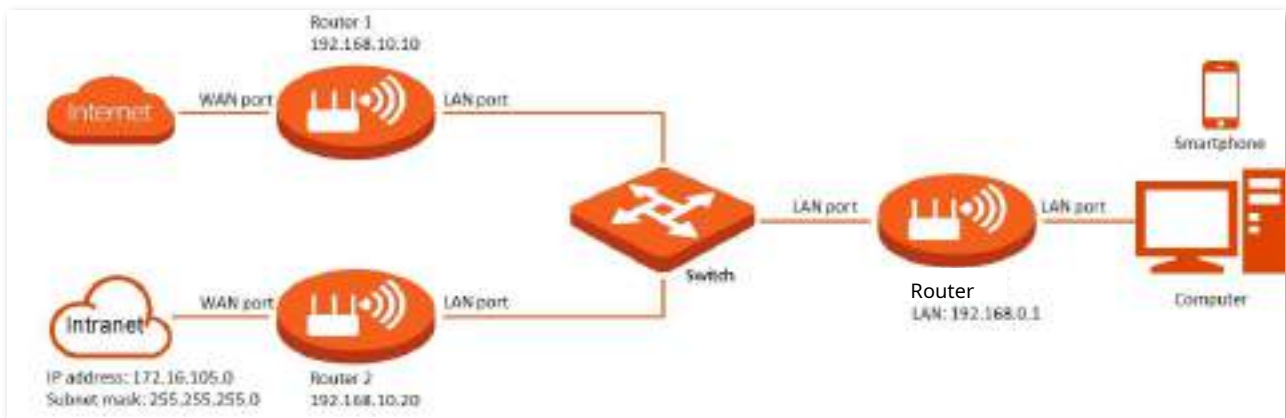 Router 1
192.168.10.10
Internet
WAN port
LAN port
Smartphone
LAN port
LAN port
Switch
Router
LAN: 192.168.0.1
Computer
Intranet
WAN port
LAN port
IP address: 172.16.105.0
Subnet mask: 255.255.255.0
Router 2
192.168.10.20